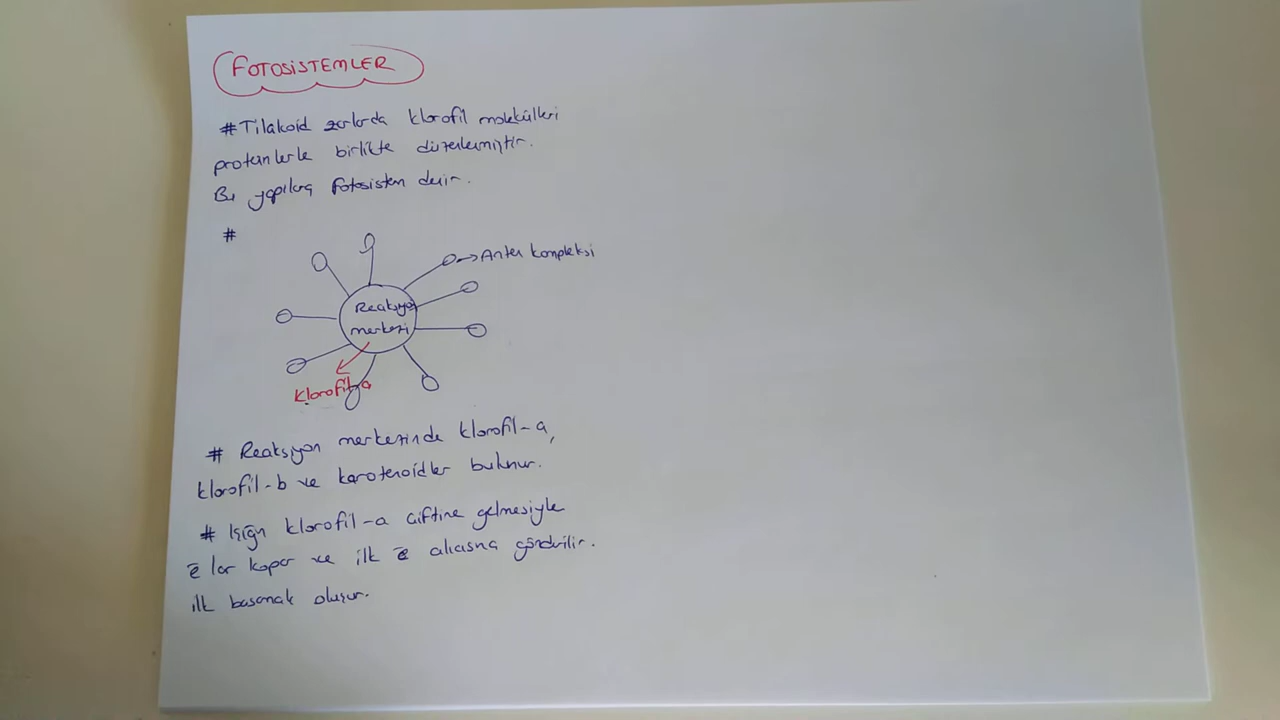 FOTOSİSTEMLER
# Tilakoid zarlarda klorofil molekülleri
proteinlerle birlikte düzenlenmiştir.
Bu yapılara fotosistem denir.
#
→Anten kompleksi
Reaksiyon
merkezi
Klorofil-a
# Reaksiyon merkezinde klorofil-a,
klorofil-b ve karotenoidler bulunur.
# Işığın klorofil-a çiftine gelmesiyle
ē lar kopar ve ilk ē alıcısına gönderilir.
ilk basamak oluşur.